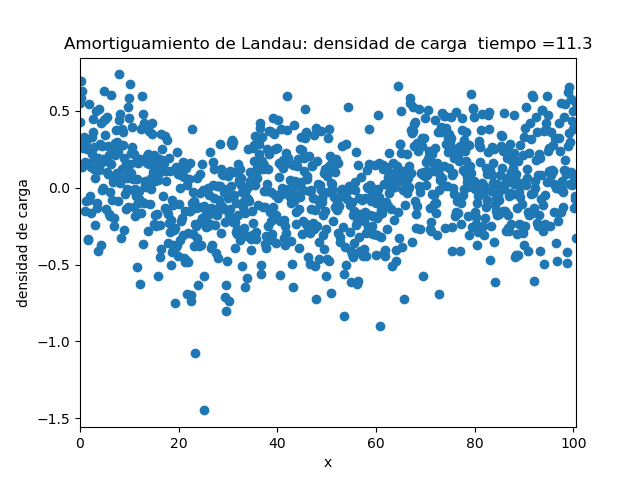 Amortiguamiento de Landau: densidad de carga  tiempo =11.3
0.5
0.0
−0.5
−1.0
−1.5
densidad de carga
0 20 40 60 80 100
x